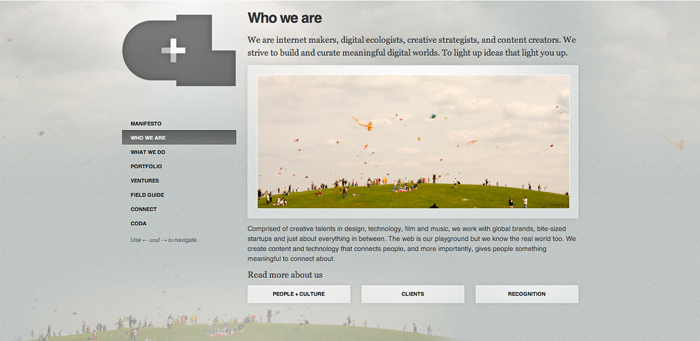 Who we are
We are internet makers, digital ecologists, creative strategists, and content creators. We
strive to build and curate meaningful digital worlds. To light up ideas that light you up.
MANIFESTO
WHO WE ARE
WHAT WE DO
PORTFOLIO
VENTURES
FIELD GUIDE
CONNECT
CODA
Use ← and → to navigate.
Comprised of creative talents in design, technology, film and music, we work with global brands, bite-sized
startups and just about everything in between. The web is our playground but we know the real world too. We
create content and technology that connects people, and more importantly, gives people something
meaningful to connect about.
Read more about us
PEOPLE + CULTURE
CLIENTS
RECOGNITION